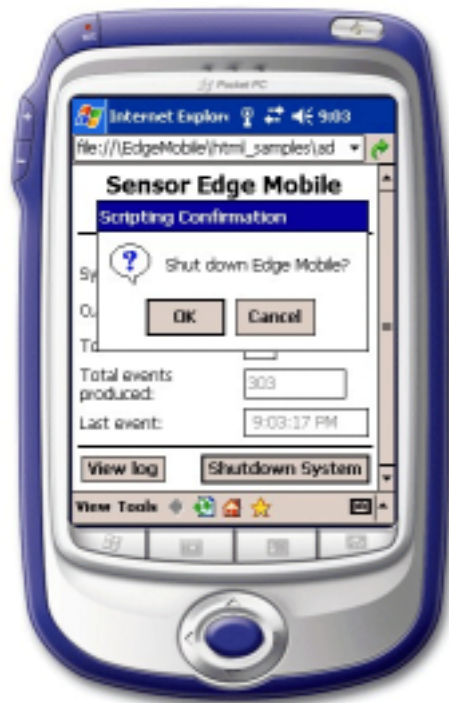 Pocket PC
Internet Explor 9:03
file://\EdgeMobile\html_samples\ad
Sensor Edge Mobile
Scripting Confirmation
Shut down Edge Mobile?
OK Cancel
Total events
produced: 303
Last event: 9:03:17 PM
View log Shutdown System
View Tools